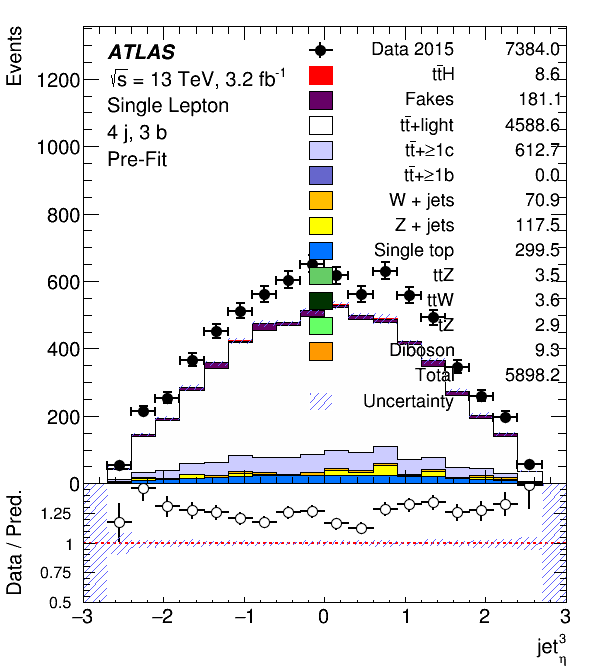 Events
ATLAS
√s = 13 TeV, 3.2 fb⁻¹
Single Lepton
4 j, 3 b
Pre-Fit
Data 2015 7384.0
tt̄H 8.6
Fakes 181.1
tt̄+light 4588.6
tt̄+≥1c 612.7
tt̄+≥1b 0.0
W + jets 70.9
Z + jets 117.5
Single top 299.5
ttZ 3.5
ttW 3.6
tZ 2.9
Diboson 9.3
Total 5898.2
Uncertainty
1200
1000
800
600
400
200
0
Data / Pred.
1.25
1
0.75
0.5
−3 −2 −1 0 1 2 3
jet³η